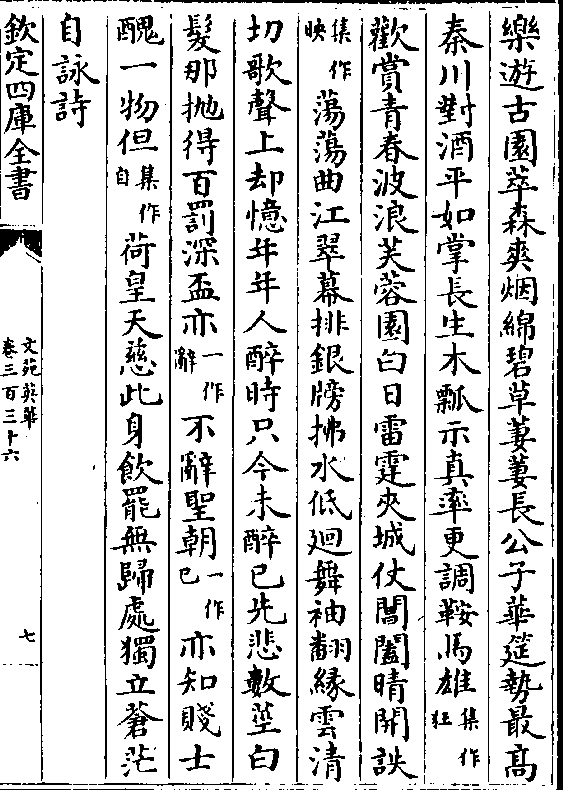 樂遊古園萃森爽烟綿碧草萋萋長公子華筵勢最高
秦川對酒平如掌長生木瓢示真率更調鞍馬雄集作狂
歡賞青春波浪芙蓉園白日雷霆夾城仗閶闔晴開詄
集作映蕩蕩曲江翠幕排銀牓拂水低廻舞袖翻緣雲清
切歌聲上却憶年年人醉時只今未醉已先悲數莖白
髮那抛得百罰深盃亦一作辭不辭聖朝一作已亦知賤士
醜一物但集作自荷皇天慈此身飲罷無歸處獨立蒼茫
自詠詩
欽定四庫全書
文苑英華
卷三百三十六
七